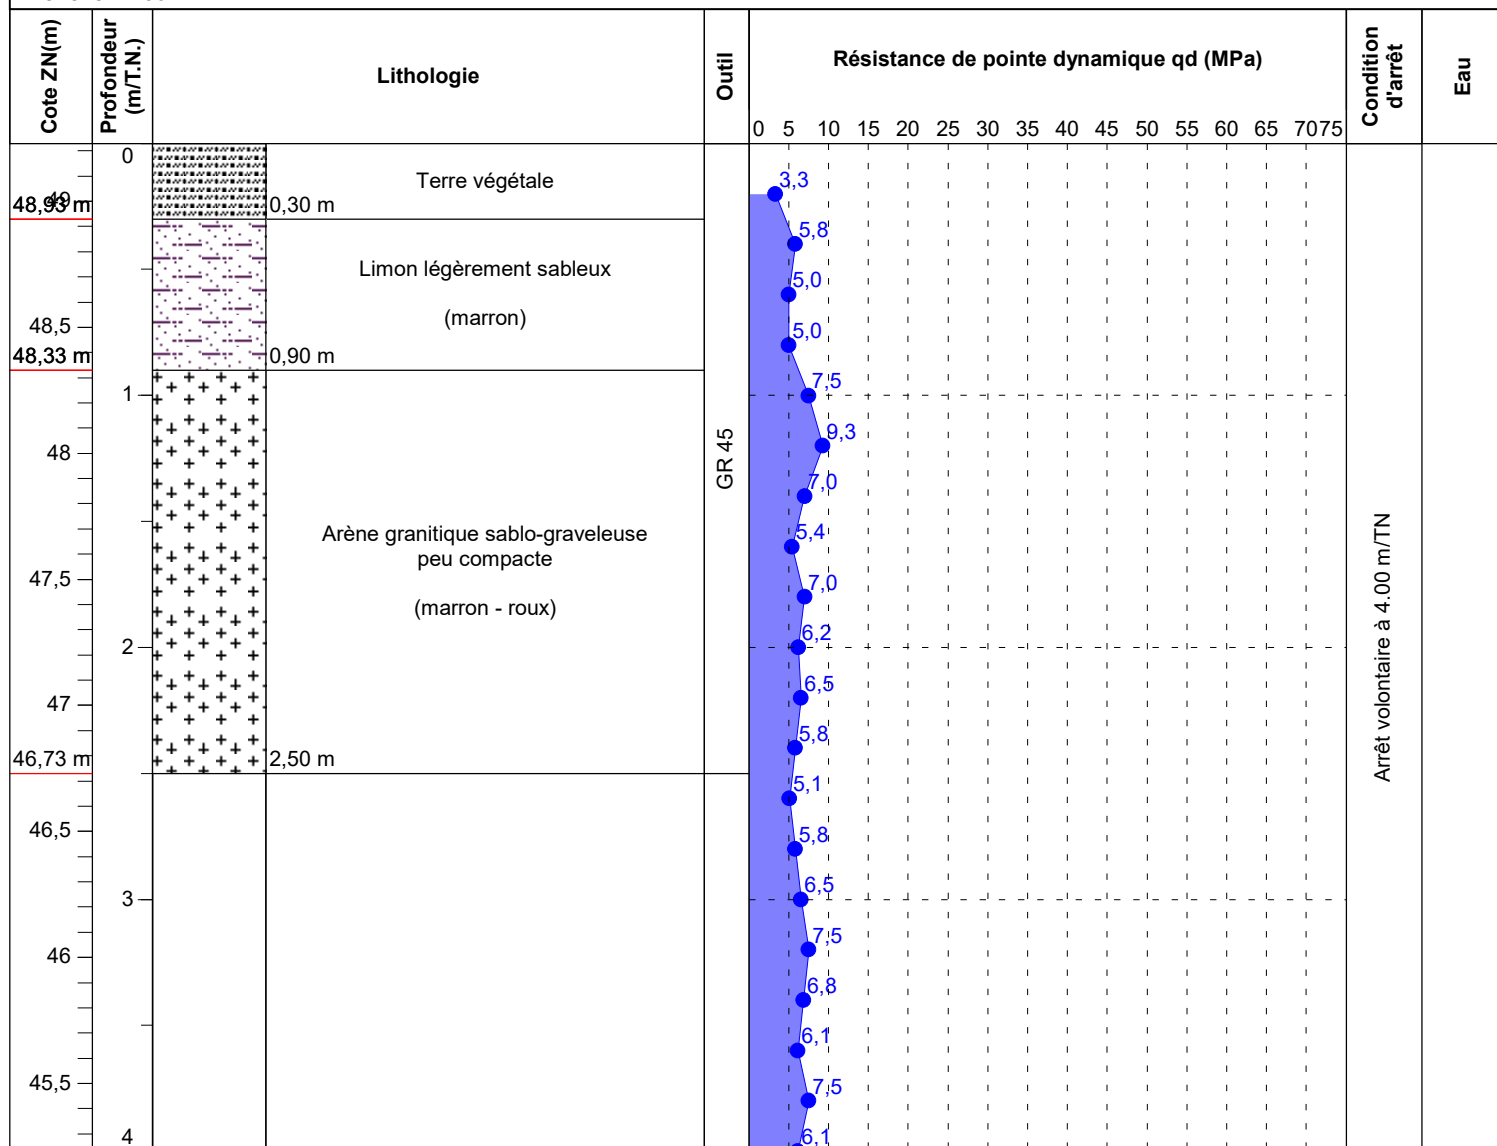 Cote ZN(m)
Profondeur
(m/T.N.)
Lithologie
Outil
Résistance de pointe dynamique qd (MPa)
0 5 10 15 20 25 30 35 40 45 50 55 60 65 70 75
Condition
d'arrêt
Eau
49
48,93 m
48,5
48,33 m
48
47,5
47
46,73 m
46,5
46
45,5
0
1
2
3
4
Terre végétale
0,30 m
Limon légèrement sableux
(marron)
0,90 m
Arène granitique sablo-graveleuse
peu compacte
(marron - roux)
2,50 m
GR 45
3,3
5,8
5,0
5,0
7,5
9,3
7,0
5,4
7,0
6,2
6,5
5,8
5,1
5,8
6,5
7,5
6,8
6,1
7,5
6,1
Arrêt volontaire à 4.00 m/TN